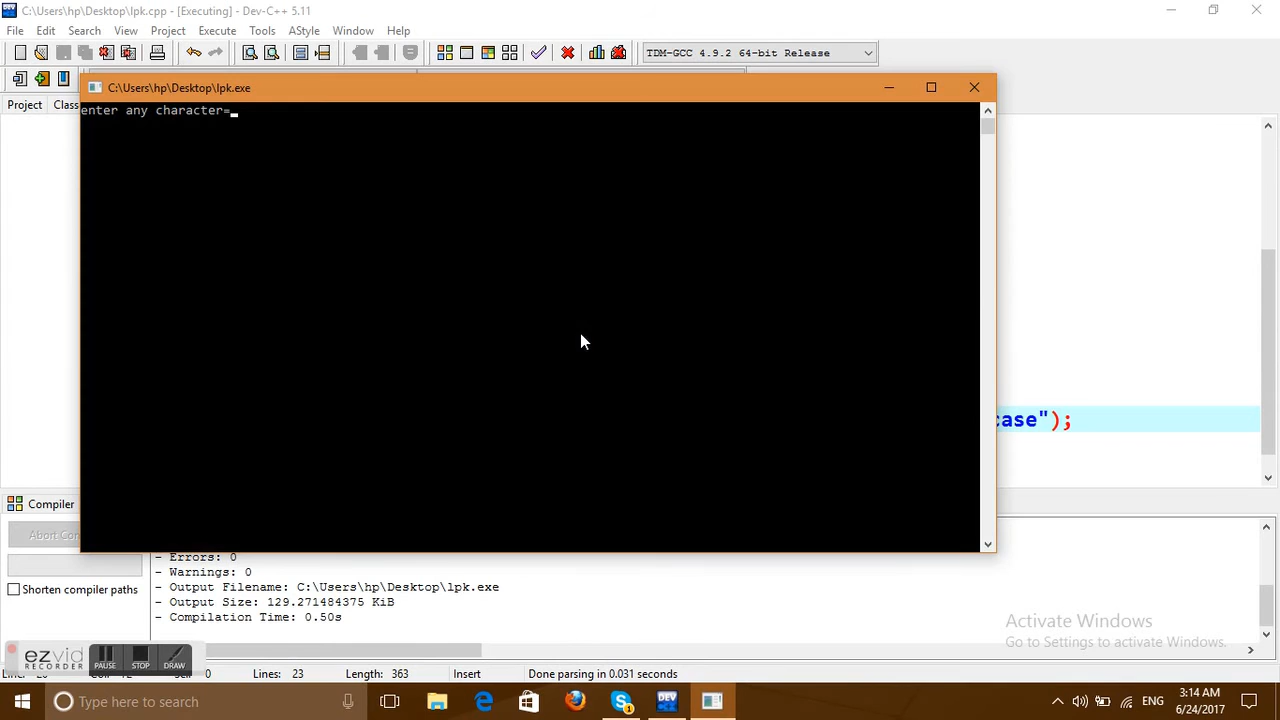 C:\Users\hp\Desktop\lpk.cpp - [Executing] - Dev-C++ 5.11
File Edit Search View Project Execute Tools AStyle Window Help
TDM-GCC 4.9.2 64-bit Release
C:\Users\hp\Desktop\lpk.exe
Project Class
enter any character=
case");
Compiler
Abort Com
- Errors: 0
- Warnings: 0
- Output Filename: C:\Users\hp\Desktop\lpk.exe
- Output Size: 129.271484375 KiB
- Compilation Time: 0.50s
Shorten compiler paths
Activate Windows
Go to Settings to activate Windows.
ezvid
RECORDER
PAUSE STOP DRAW
Lines: 23 Length: 363 Insert Done parsing in 0.031 seconds
Type here to search
DEV
ENG
3:14 AM
6/24/2017